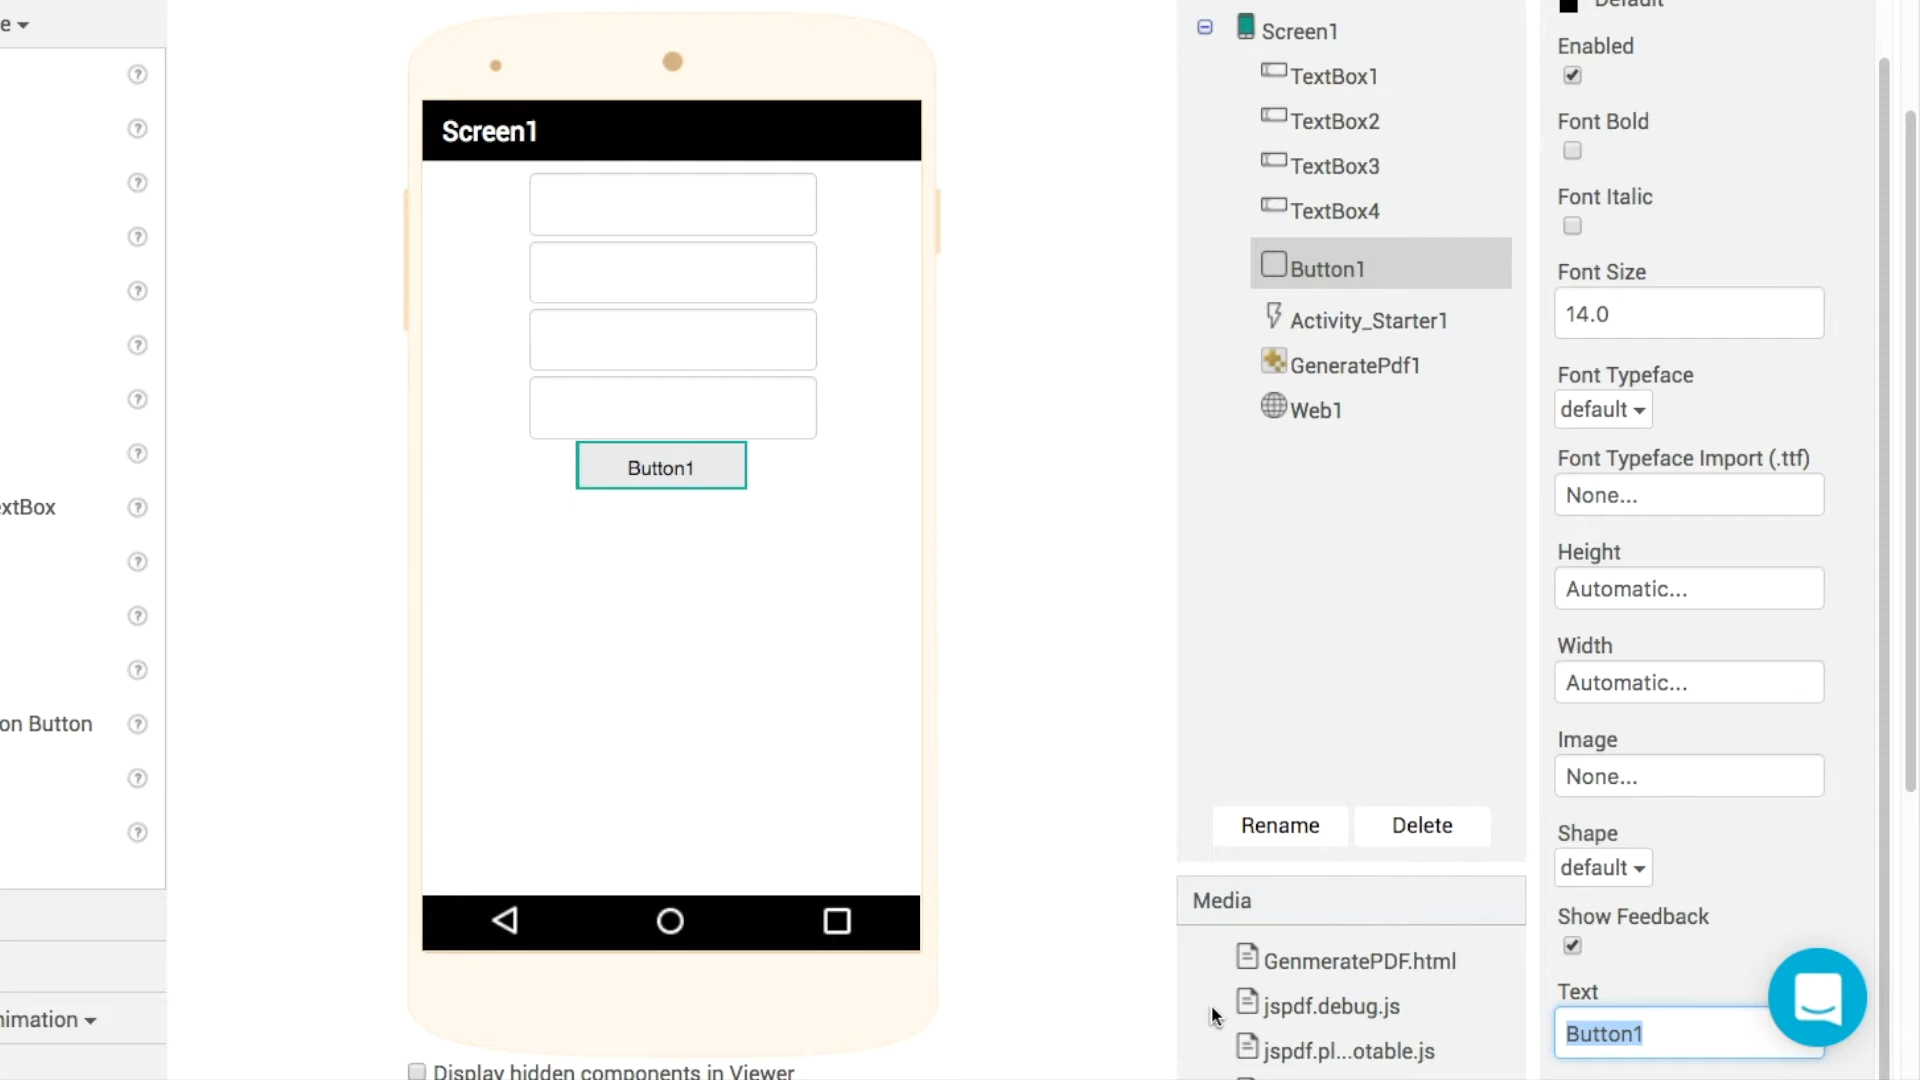 e
xtBox
on Button
nimation
Screen1
Button1
Display hidden components in Viewer
Screen1
TextBox1
TextBox2
TextBox3
TextBox4
Button1
Activity_Starter1
GeneratePdf1
Web1
Rename
Delete
Media
GenmeratePDF.html
jspdf.debug.js
jspdf.pl...otable.js
Default
Enabled
Font Bold
Font Italic
Font Size
14.0
Font Typeface
default
Font Typeface Import (.ttf)
None...
Height
Automatic...
Width
Automatic...
Image
None...
Shape
default
Show Feedback
Text
Button1